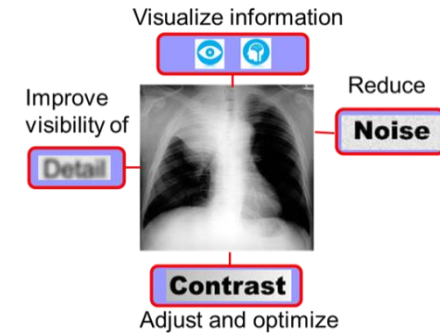 Visualize information
Improve
visibility of
Detail
Reduce
Noise
Contrast
Adjust and optimize